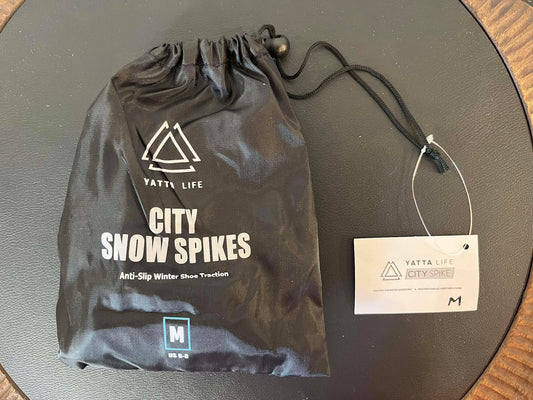 YATTA LIFE
CITY
SNOW SPIKES
Anti-Slip Winter Shoe Traction
M
YATTA LIFE
CITY SPIKE
M